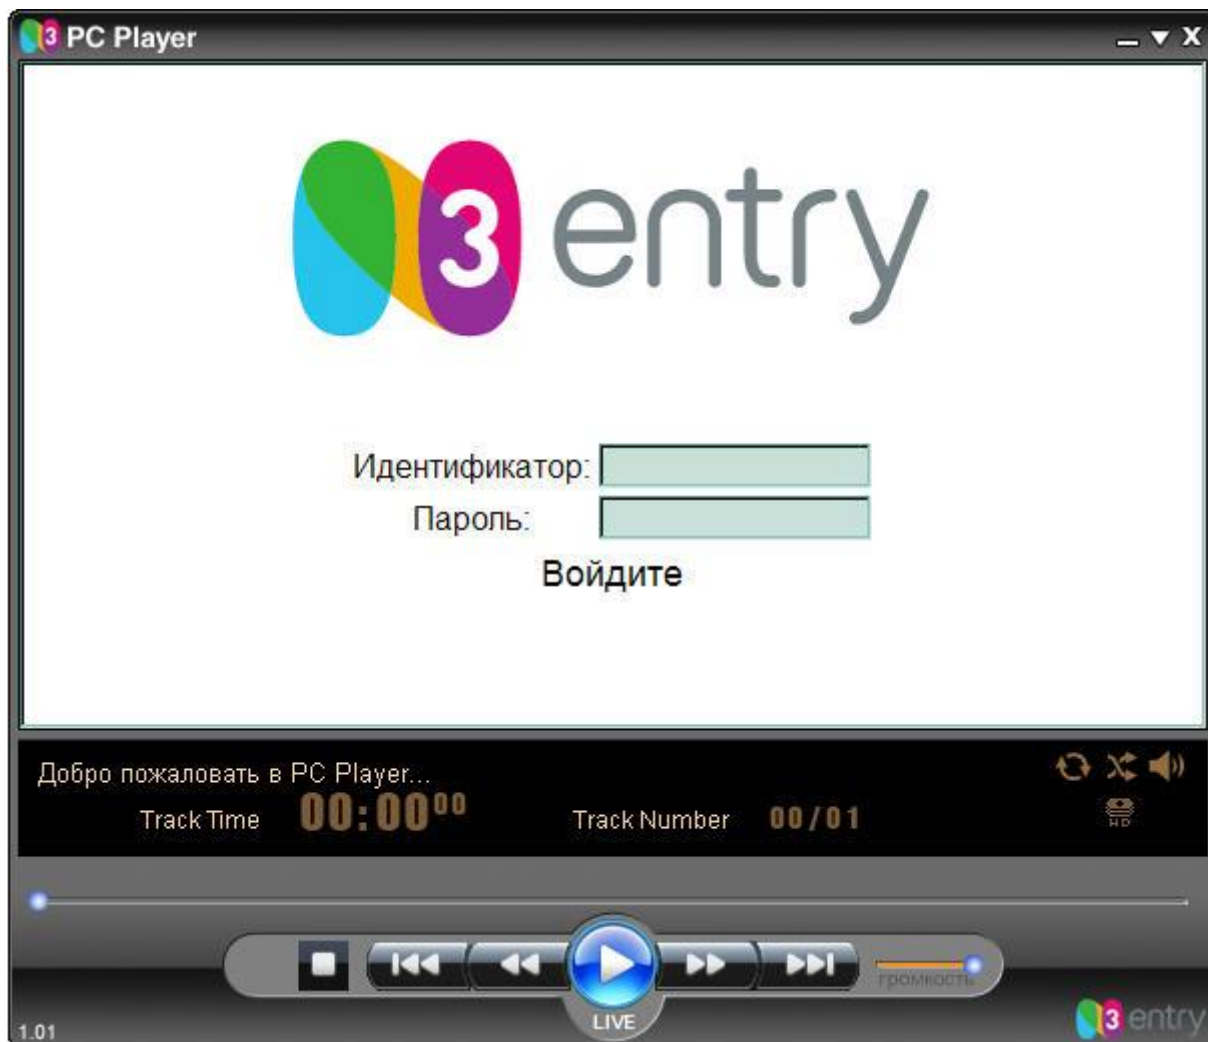 3 PC Player
3 entry
Идентификатор:
Пароль:
Войдите
Добро пожаловать в PC Player...
Track Time 00:00 00 Track Number 00/01
HD
громкость
LIVE
1.01
3 entry